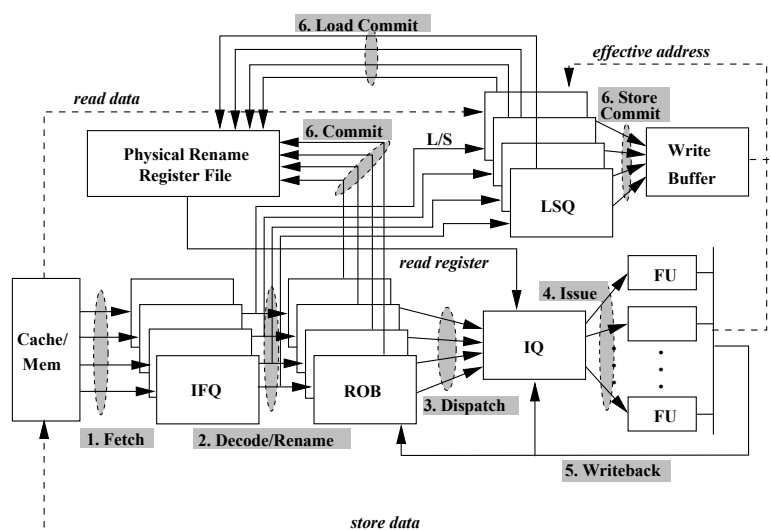 6. Load Commit
effective address
read data
6. Store
Commit
6. Commit
L/S
Physical Rename
Register File
Write
Buffer
LSQ
read register
4. Issue
FU
Cache/
Mem
IQ
IFQ
ROB
3. Dispatch
FU
1. Fetch
2. Decode/Rename
5. Writeback
store data